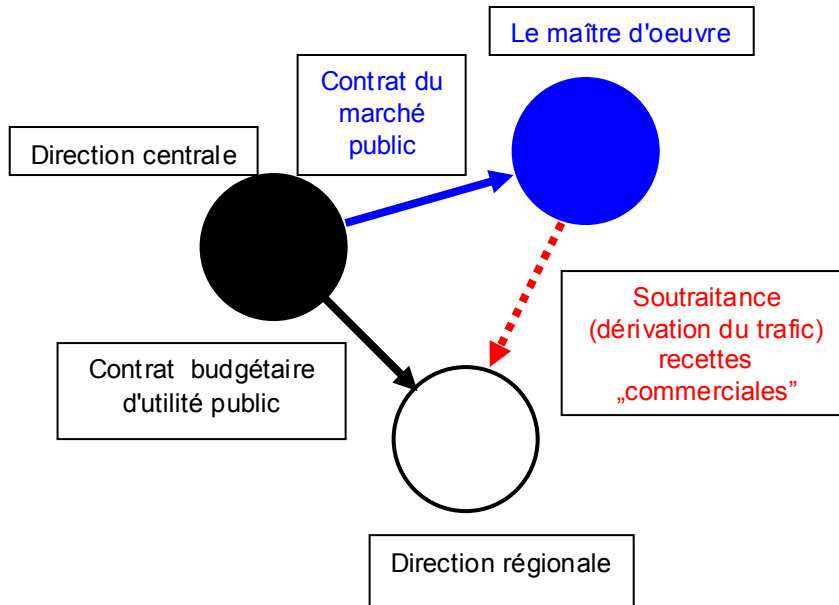 Le maître d'oeuvre
Contrat du
marché
public
Direction centrale
Soutraitance
(dérivation du trafic)
recettes
„commerciales”
Contrat  budgétaire
d'utilité public
Direction régionale